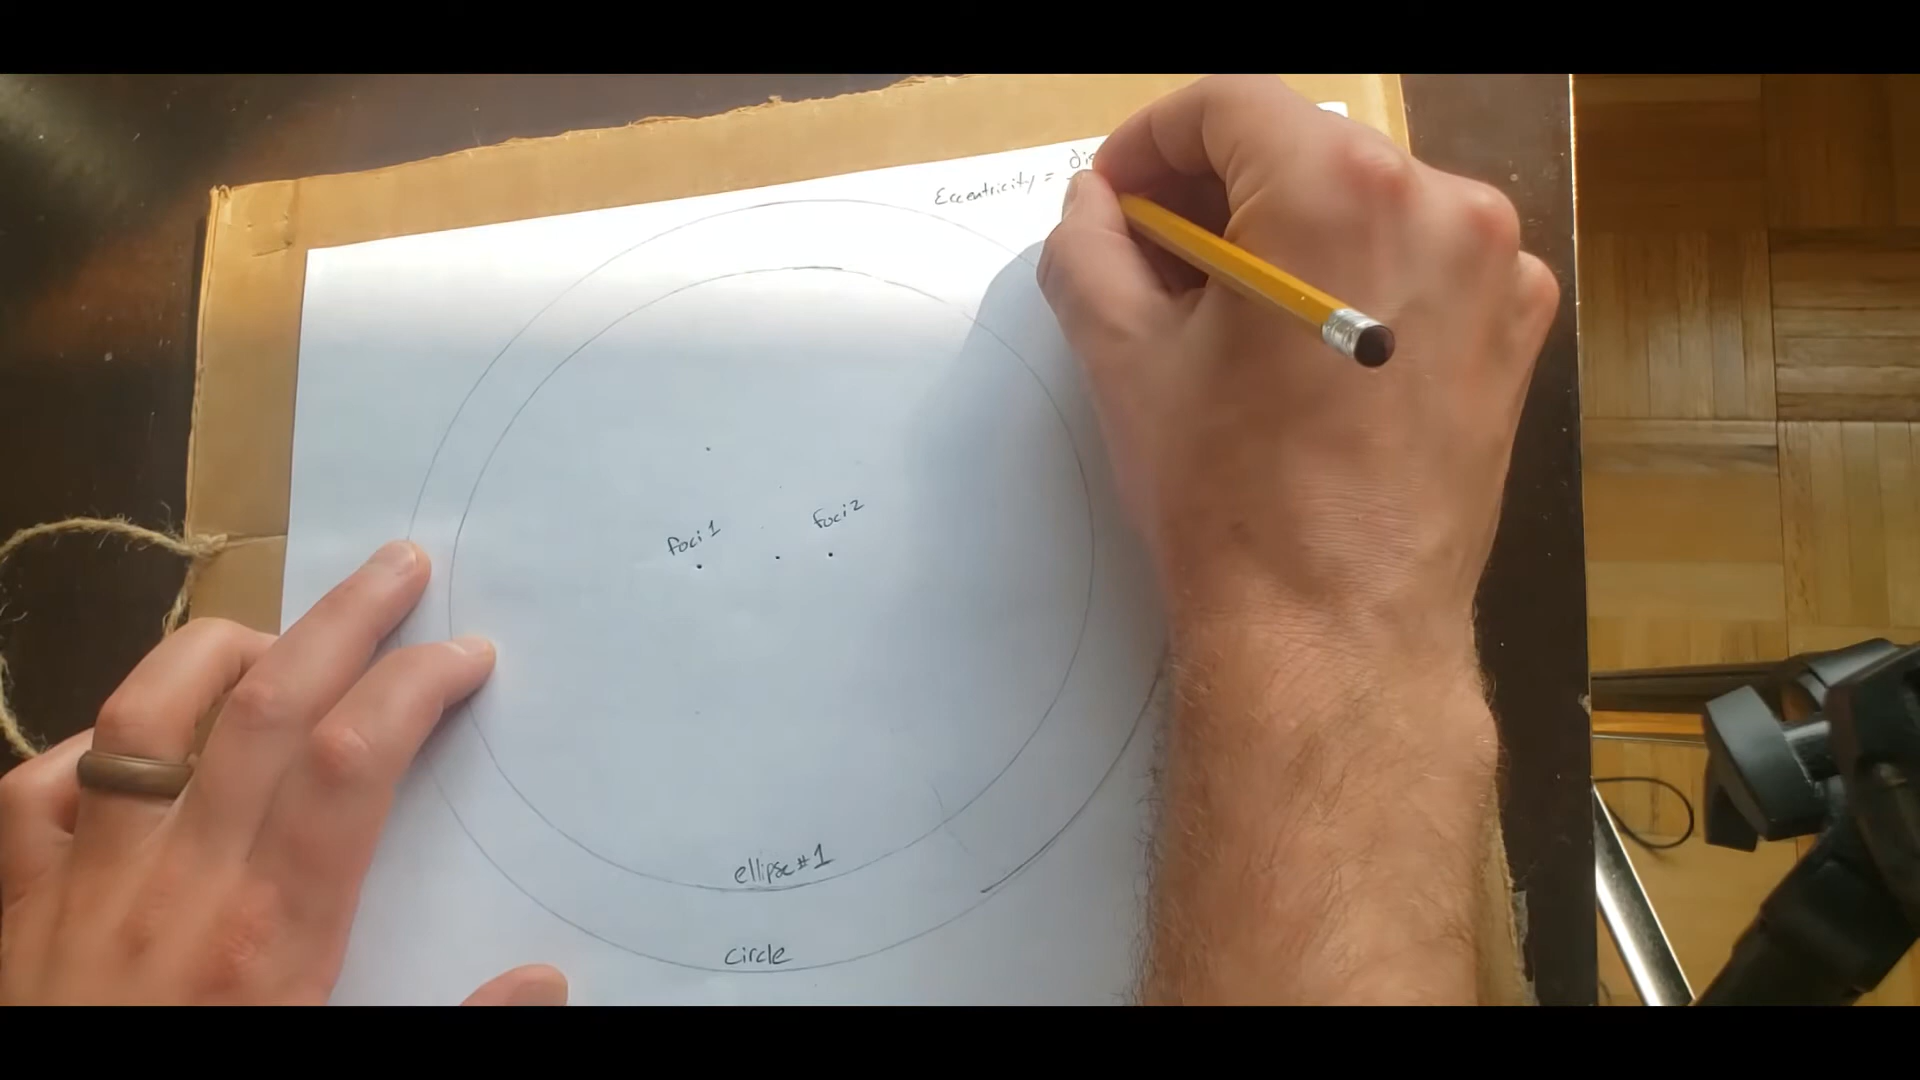 Eccentricity =
foci 1
foci 2
ellipse #1
circle